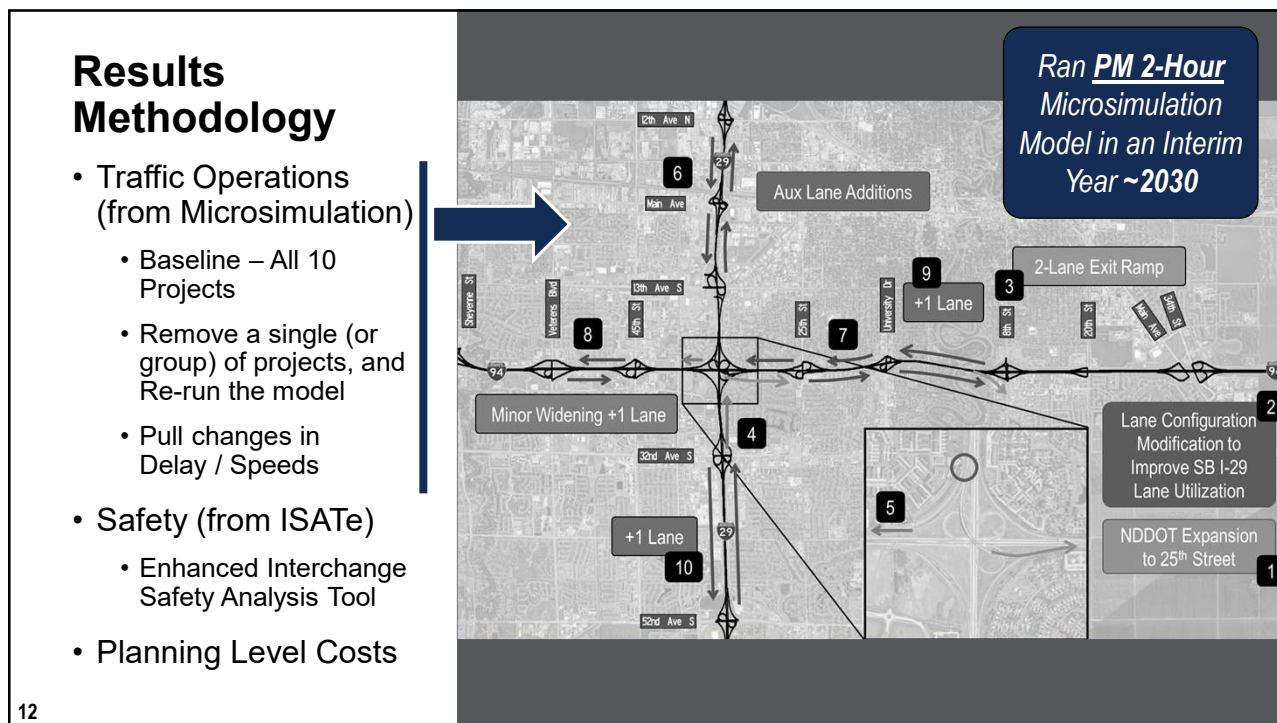 Results
Methodology
• Traffic Operations
(from Microsimulation)
• Baseline – All 10
Projects
• Remove a single (or
group) of projects, and
Re-run the model
• Pull changes in
Delay / Speeds
• Safety (from ISATe)
• Enhanced Interchange
Safety Analysis Tool
• Planning Level Costs
12
Ran PM 2-Hour
Microsimulation
Model in an Interim
Year ~2030
12th Ave N
29
6
Main Ave
Aux Lane Additions
13th Ave S
Sheyenne St
Veterans Blvd
45th St
8
25th St
7
University Dr
9
+1 Lane
3
2-Lane Exit Ramp
8th St
20th St
Main Ave
34th St
94
94
Minor Widening +1 Lane
4
32nd Ave S
+1 Lane
10
29
52nd Ave S
5
2
Lane Configuration
Modification to
Improve SB I-29
Lane Utilization
NDDOT Expansion
to 25th Street
1